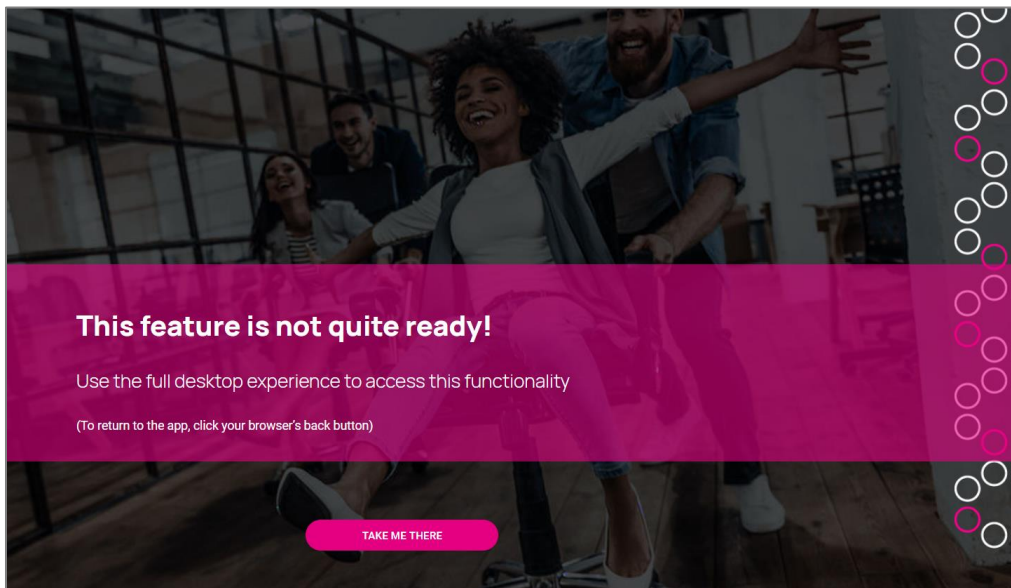 This feature is not quite ready!
Use the full desktop experience to access this functionality
(To return to the app, click your browser's back button)
TAKE ME THERE